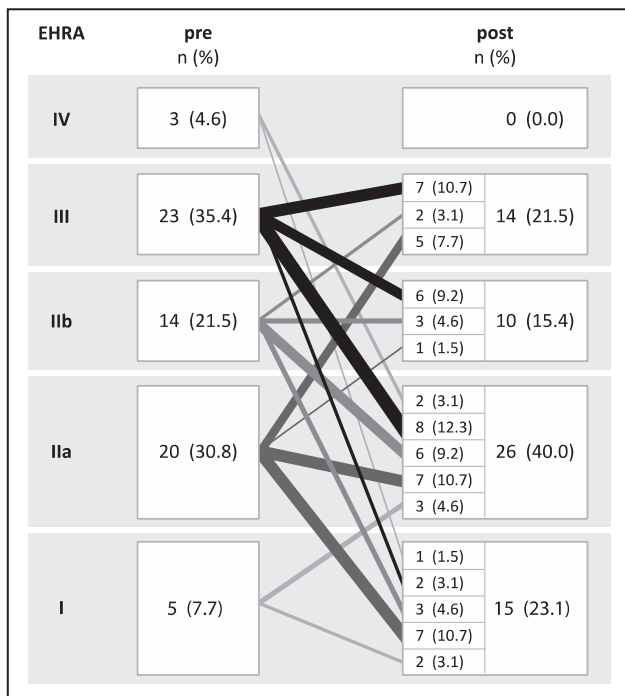 EHRA pre post
n (%) n (%)
IV 3 (4.6) 0 (0.0)
7 (10.7)
III 23 (35.4) 2 (3.1) 14 (21.5)
5 (7.7)
6 (9.2)
IIb 14 (21.5) 3 (4.6) 10 (15.4)
1 (1.5)
2 (3.1)
8 (12.3)
IIa 20 (30.8) 6 (9.2) 26 (40.0)
7 (10.7)
3 (4.6)
1 (1.5)
2 (3.1)
I 5 (7.7) 3 (4.6) 15 (23.1)
7 (10.7)
2 (3.1)